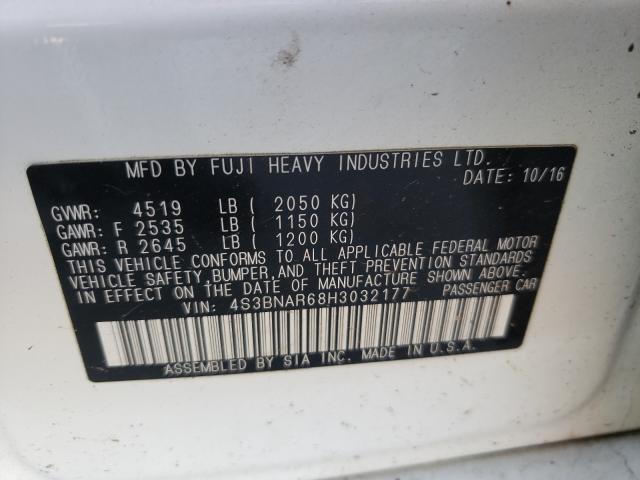 MFD BY FUJI HEAVY INDUSTRIES LTD.
DATE: 10/16
GVWR: 4519 LB ( 2050 KG)
GAWR: F 2535 LB ( 1150 KG)
GAWR: R 2645 LB ( 1200 KG)
THIS VEHICLE CONFORMS TO ALL APPLICABLE FEDERAL MOTOR
VEHICLE SAFETY, BUMPER, AND THEFT PREVENTION STANDARDS
IN EFFECT ON THE DATE OF MANUFACTURE SHOWN ABOVE.
VIN: 4S3BNAR68H3032177 PASSENGER CAR
ASSEMBLED BY SIA INC. MADE IN U.S.A.